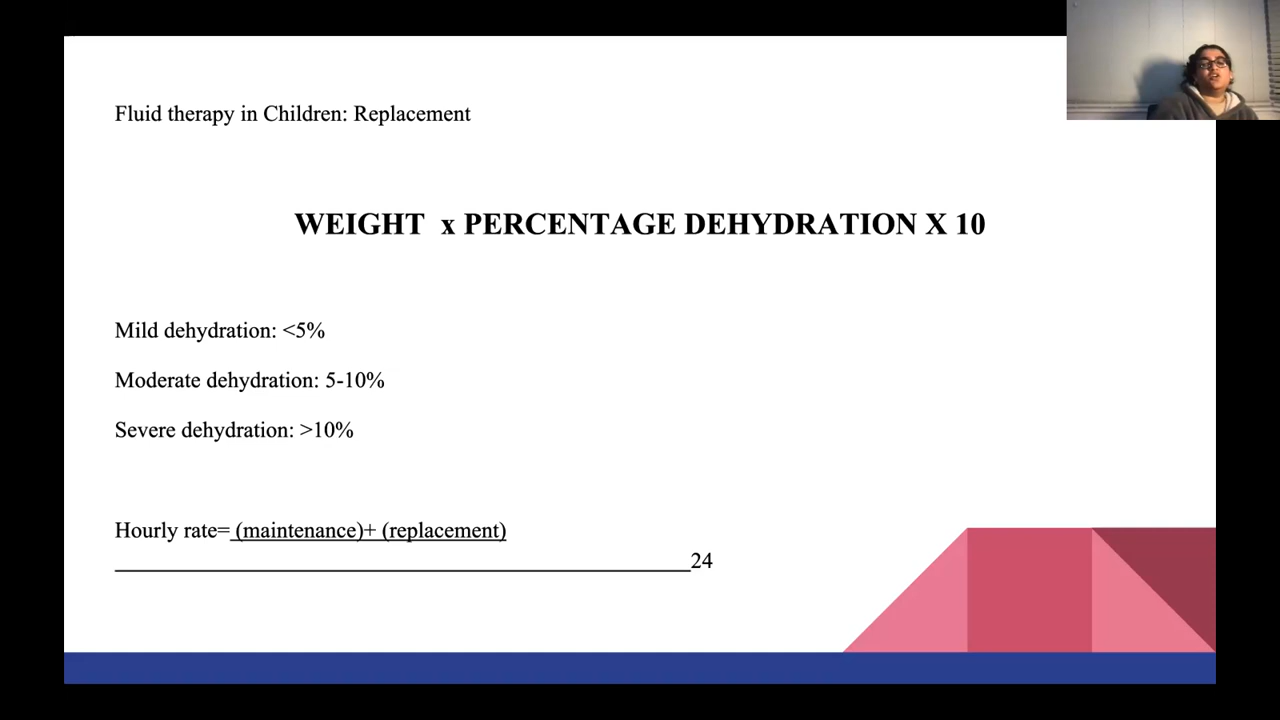 Fluid therapy in Children: Replacement
WEIGHT x PERCENTAGE DEHYDRATION X 10
Mild dehydration: <5%
Moderate dehydration: 5-10%
Severe dehydration: >10%
Hourly rate= (maintenance)+ (replacement)
24